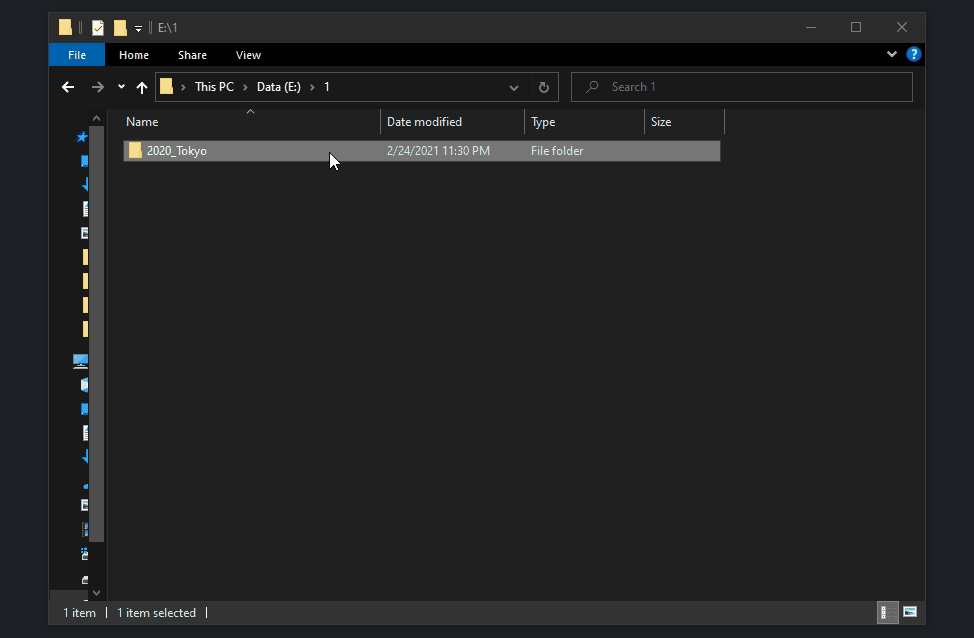 E:\1
File Home Share View
?
This PC > Data (E:) > 1
Search 1
Name Date modified Type Size
2020_Tokyo 2/24/2021 11:30 PM File folder
1 item | 1 item selected |